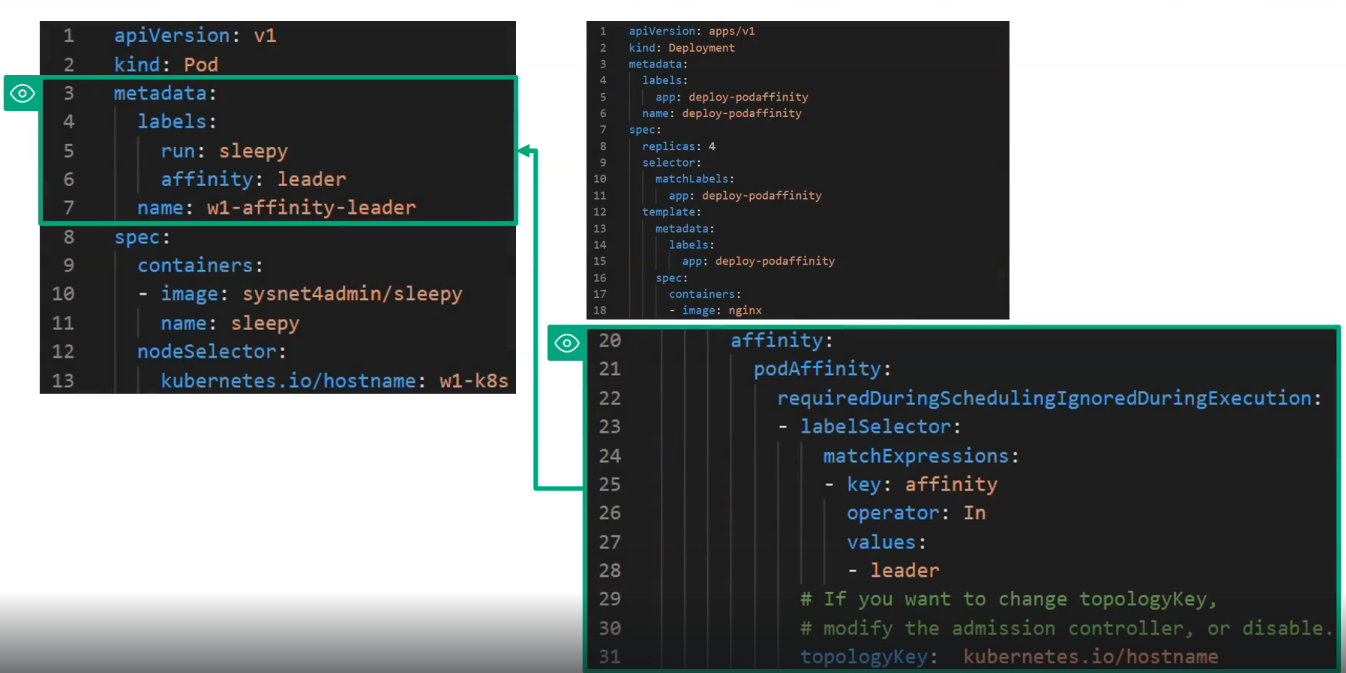 1 apiVersion: v1
2 kind: Pod
3 metadata:
4 labels:
5 run: sleepy
6 affinity: leader
7 name: w1-affinity-leader
8 spec:
9 containers:
10 - image: sysnet4admin/sleepy
11 name: sleepy
12 nodeSelector:
13 kubernetes.io/hostname: w1-k8s
1 apiVersion: apps/v1
2 kind: Deployment
3 metadata:
4 labels:
5 app: deploy-podaffinity
6 name: deploy-podaffinity
7 spec:
8 replicas: 4
9 selector:
10 matchLabels:
11 app: deploy-podaffinity
12 template:
13 metadata:
14 labels:
15 app: deploy-podaffinity
16 spec:
17 containers:
18 - image: nginx
20 affinity:
21 podAffinity:
22 requiredDuringSchedulingIgnoredDuringExecution:
23 - labelSelector:
24 matchExpressions:
25 - key: affinity
26 operator: In
27 values:
28 - leader
29 # If you want to change topologyKey,
30 # modify the admission controller, or disable.
31 topologyKey: kubernetes.io/hostname